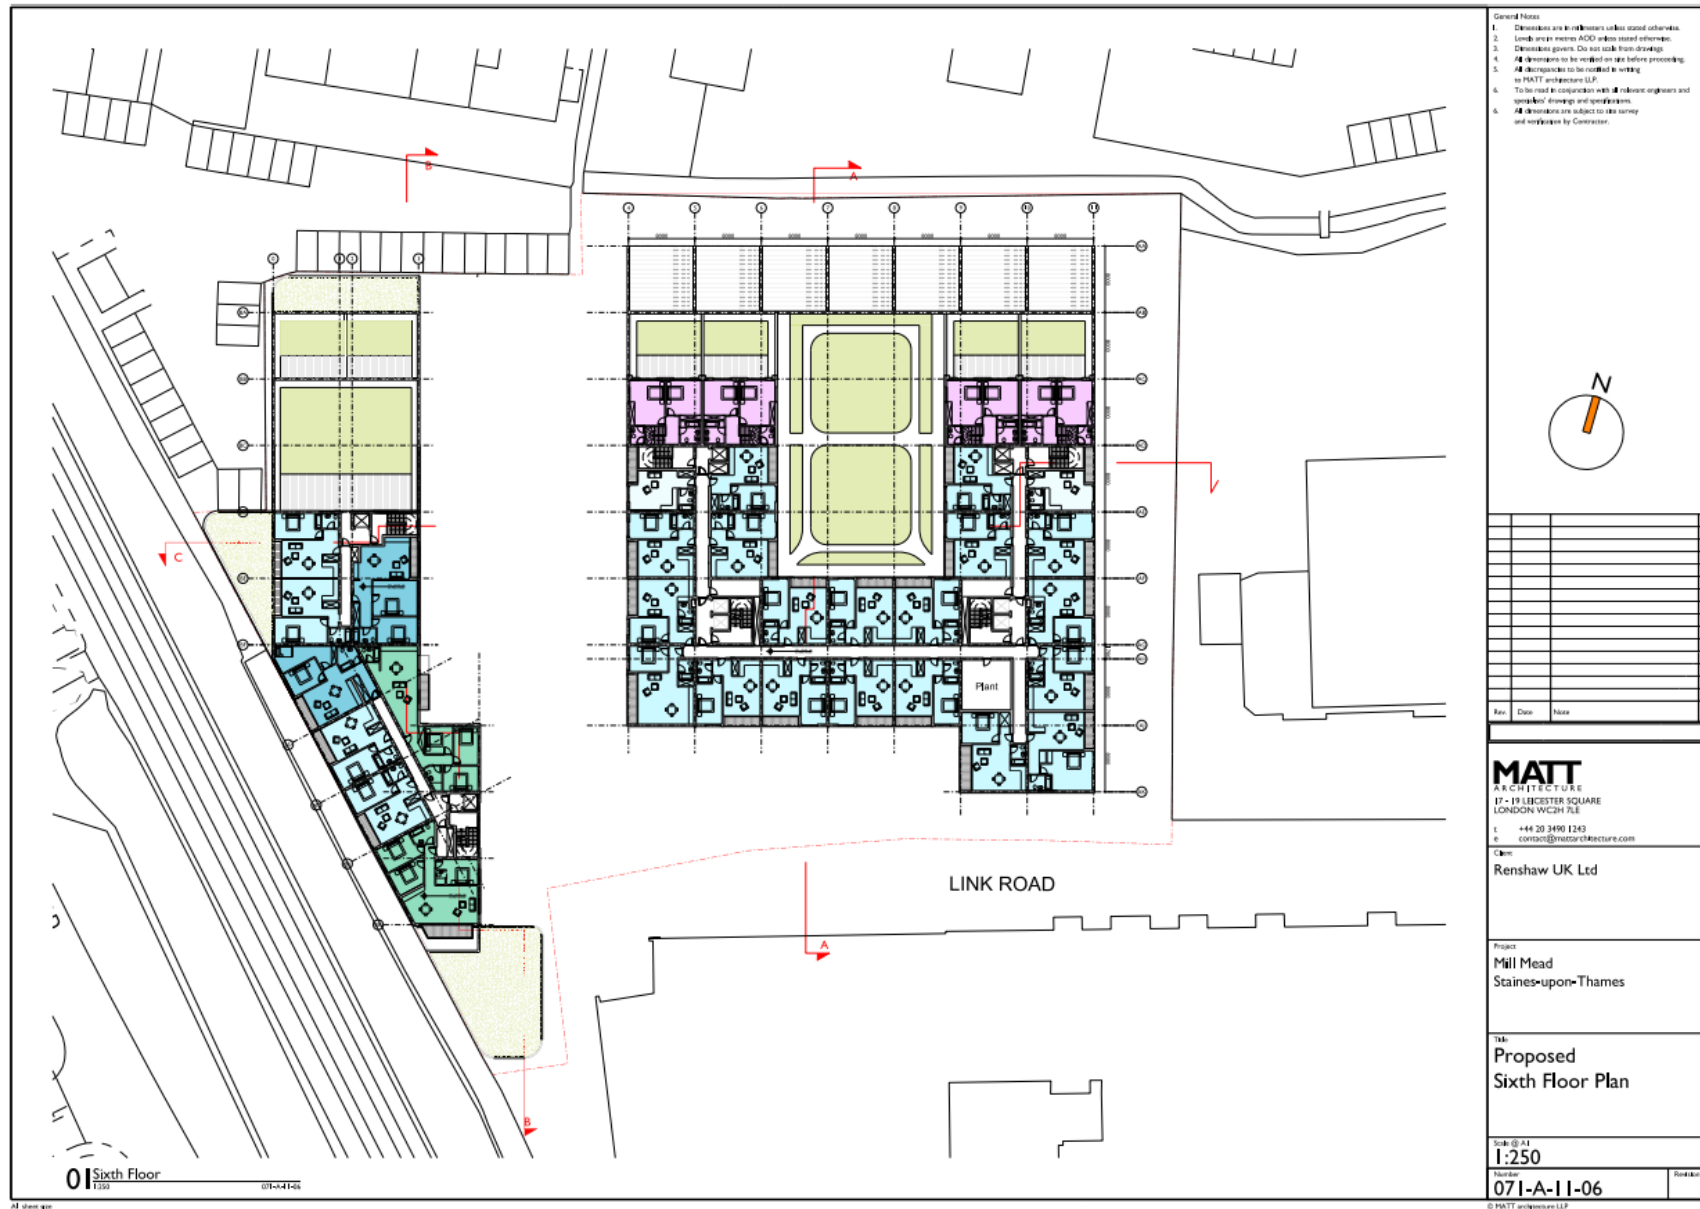 General Notes
1. Dimensions are in millimeters unless stated otherwise.
2. Levels are in metres AOD unless stated otherwise.
3. Dimensions govern. Do not scale from drawings
4. All dimensions to be verified on site before proceeding.
5. All discrepancies to be notified in writing
to MATT architecture LLP.
6. To be read in conjunction with all relevant engineers and
specialists' drawings and specifications.
6. All dimensions are subject to site survey
and verification by Contractor.
N
B
A
C
Plant
LINK ROAD
A
B
Rev. Date Note
MATT
ARCHITECTURE
17 - 19 LEICESTER SQUARE
LONDON WC2H 7LE
t +44 20 3490 1243
e contact@mattarchitecture.com
Client
Renshaw UK Ltd
Project
Mill Mead
Staines-upon-Thames
Title
Proposed
Sixth Floor Plan
Scale @ A1
1:250
Number
071-A-11-06
Revision
01 Sixth Floor
1:250 071-A-11-06
A1 sheet size
© MATT architecture LLP